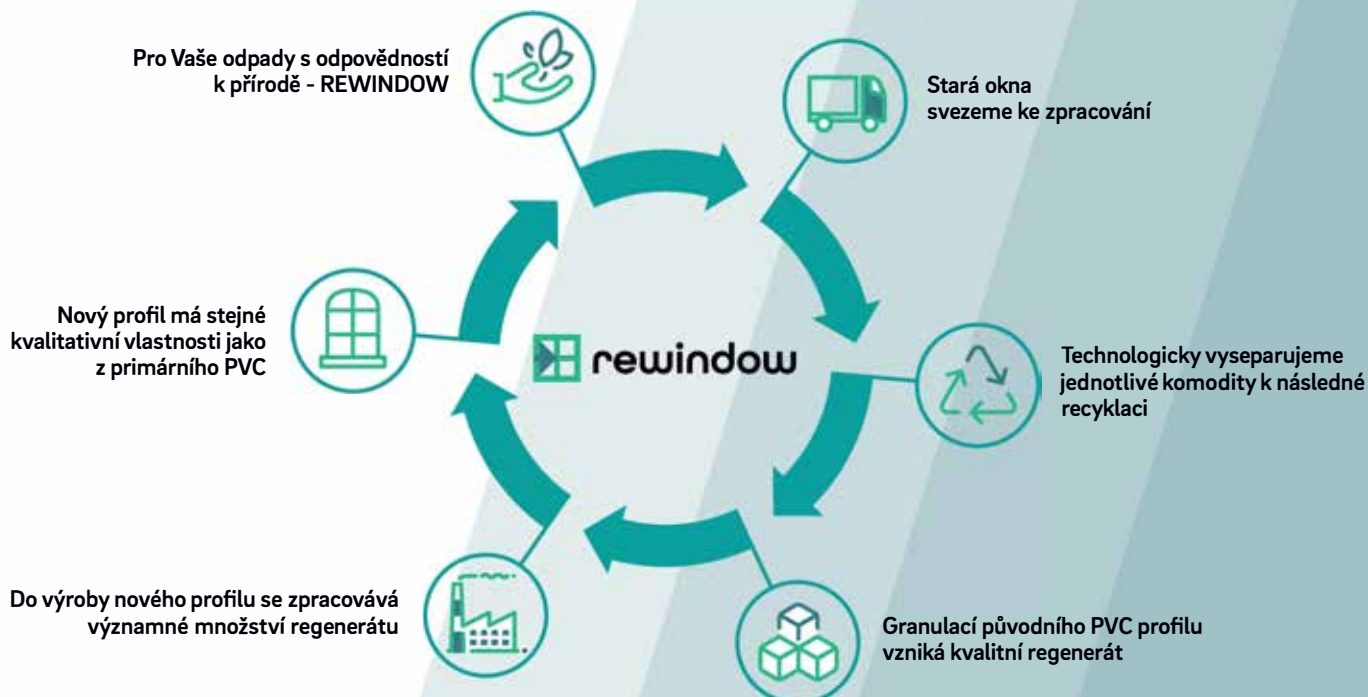 Pro Vaše odpady s odpovědností
k přírodě - REWINDOW
Stará okna
svezeme ke zpracování
Technologicky vyseparujeme
jednotlivé komodity k následné
recyklaci
Granulací původního PVC profilu
vzniká kvalitní regenerát
Do výroby nového profilu se zpracovává
významné množství regenerátu
Nový profil má stejné
kvalitativní vlastnosti jako
z primárního PVC
rewindow